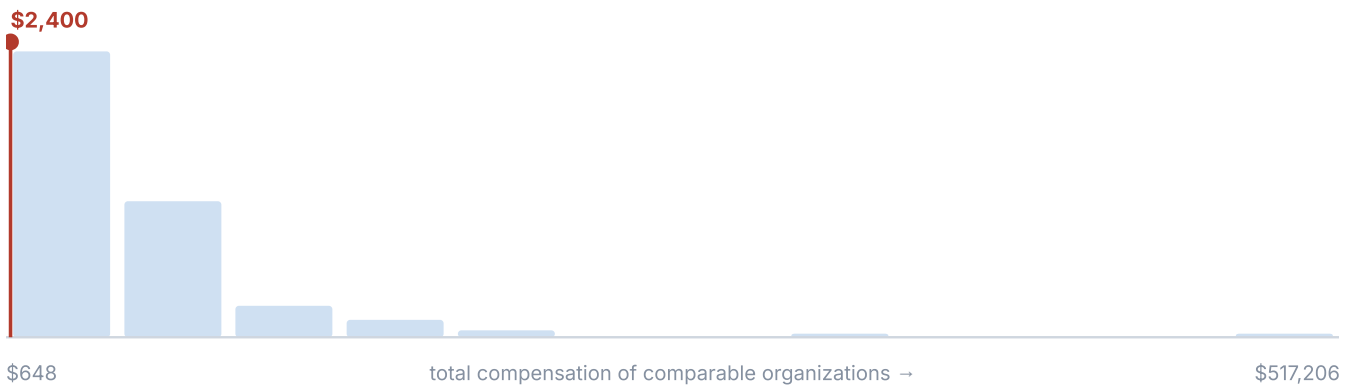 $2,400
$648 total compensation of comparable organizations → $517,206